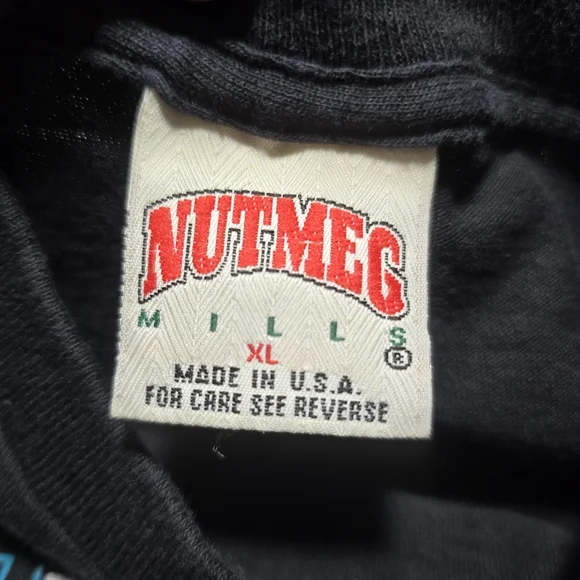 NUTMEG
MILLS
®
XL
MADE IN U.S.A.
FOR CARE SEE REVERSE